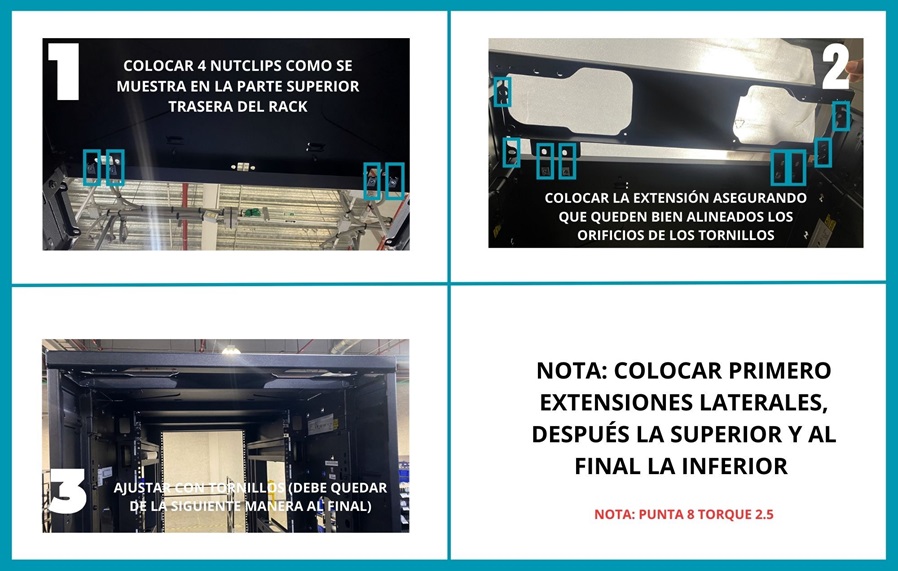 1
COLOCAR 4 NUTCLIPS COMO SE
MUESTRA EN LA PARTE SUPERIOR
TRASERA DEL RACK
2
COLOCAR LA EXTENSIÓN ASEGURANDO
QUE QUEDEN BIEN ALINEADOS LOS
ORIFICIOS DE LOS TORNILLOS
3
AJUSTAR CON TORNILLOS (DEBE QUEDAR
DE LA SIGUIENTE MANERA AL FINAL)
NOTA: COLOCAR PRIMERO
EXTENSIONES LATERALES,
DESPUÉS LA SUPERIOR Y AL
FINAL LA INFERIOR
NOTA: PUNTA 8 TORQUE 2.5